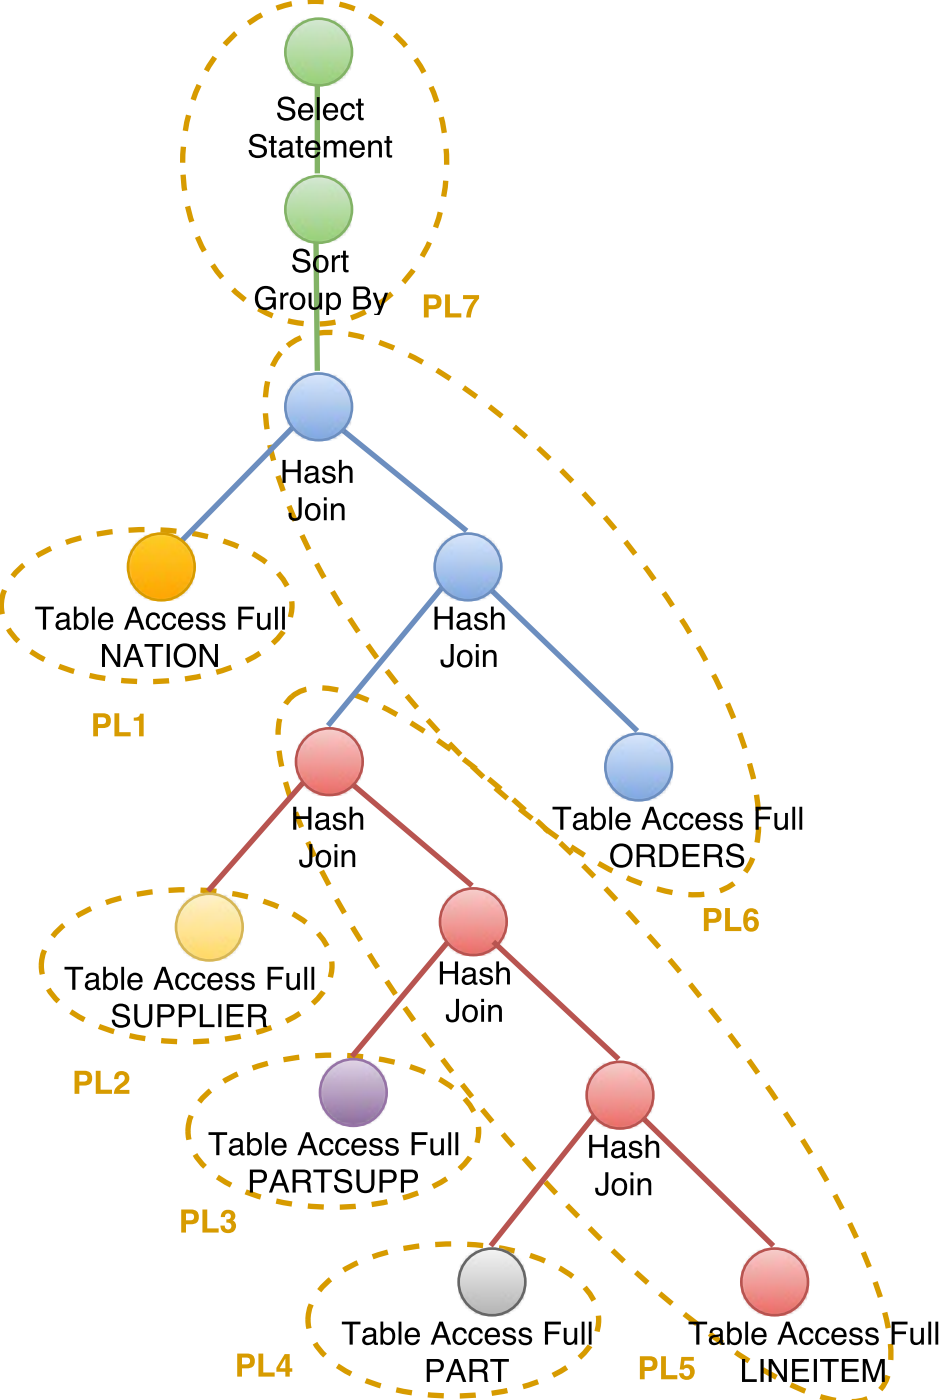 Select
Statement
Sort
Group By
PL7
Hash
Join
Table Access Full
NATION
PL1
Hash
Join
Table Access Full
ORDERS
PL6
Hash
Join
Table Access Full
SUPPLIER
PL2
Hash
Join
Table Access Full
PARTSUPP
PL3
Hash
Join
Table Access Full
PART
PL4
Table Access Full
LINEITEM
PL5